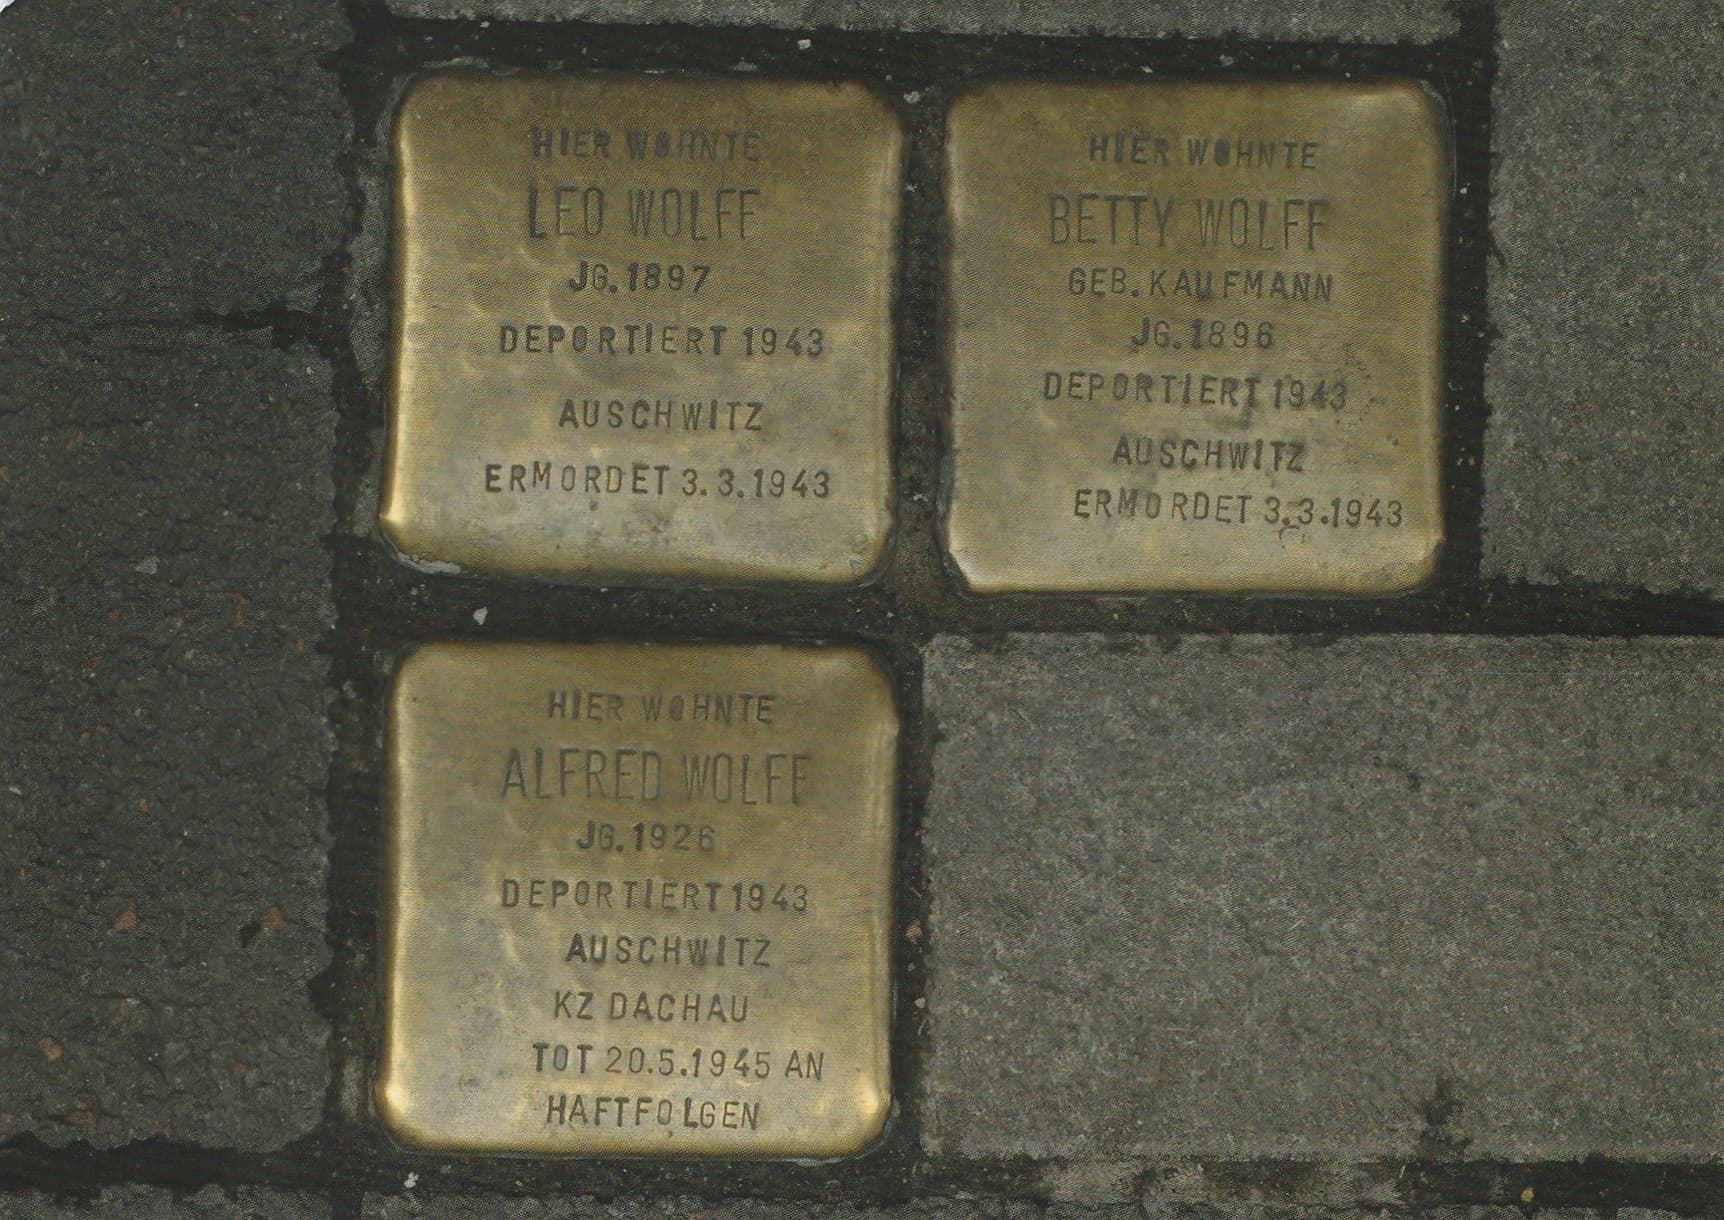 HIER WOHNTE
LEO WOLFF
JG. 1897
DEPORTIERT 1943
AUSCHWITZ
ERMORDET 3.3.1943
HIER WOHNTE
BETTY WOLFF
GEB. KAUFMANN
JG. 1896
DEPORTIERT 1943
AUSCHWITZ
ERMORDET 3.3.1943
HIER WOHNTE
ALFRED WOLFF
JG. 1926
DEPORTIERT 1943
AUSCHWITZ
KZ DACHAU
TOT 20.5.1945 AN
HAFTFOLGEN